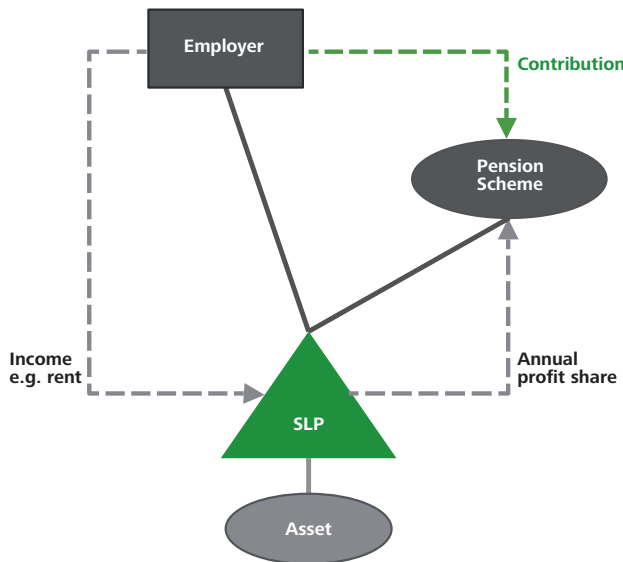 Employer
Contribution
Pension
Scheme
Income
e.g. rent
Annual
profit share
SLP
Asset